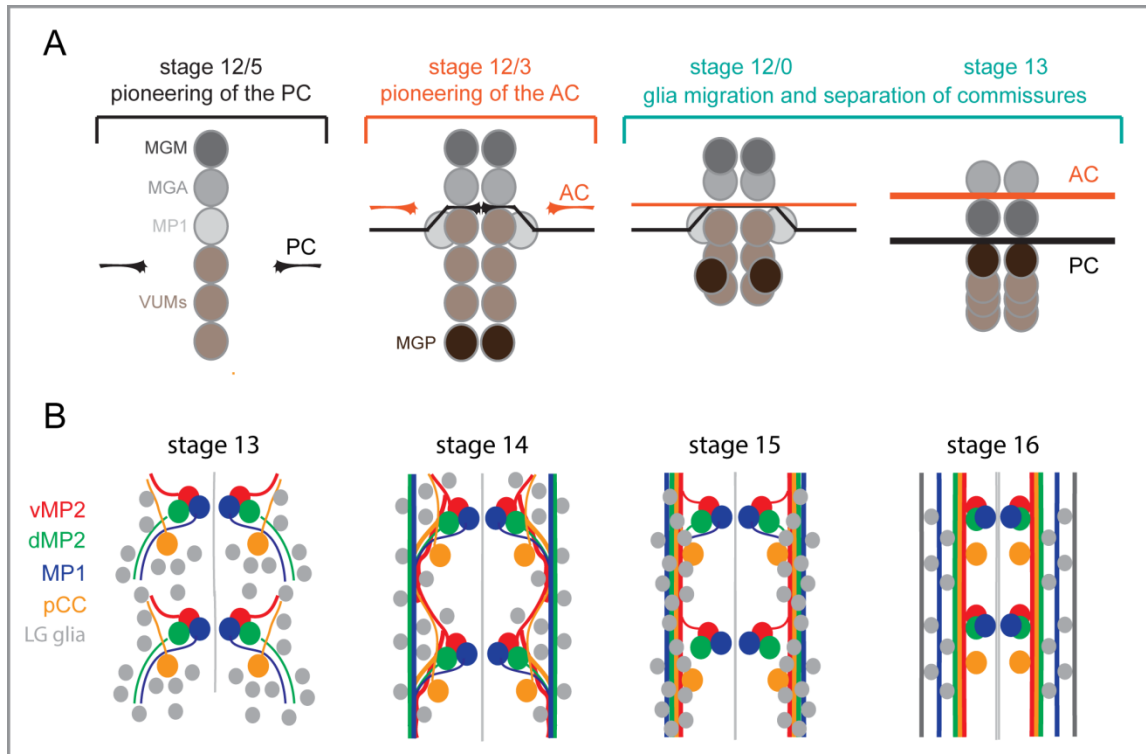 A
stage 12/5
pioneering of the PC
stage 12/3
pioneering of the AC
stage 12/0
stage 13
glia migration and separation of commissures
MGM
MGA
MP1
PC
VUMs
AC
MGP
AC
PC
B
stage 13
stage 14
stage 15
stage 16
vMP2
dMP2
MP1
pCC
LG glia